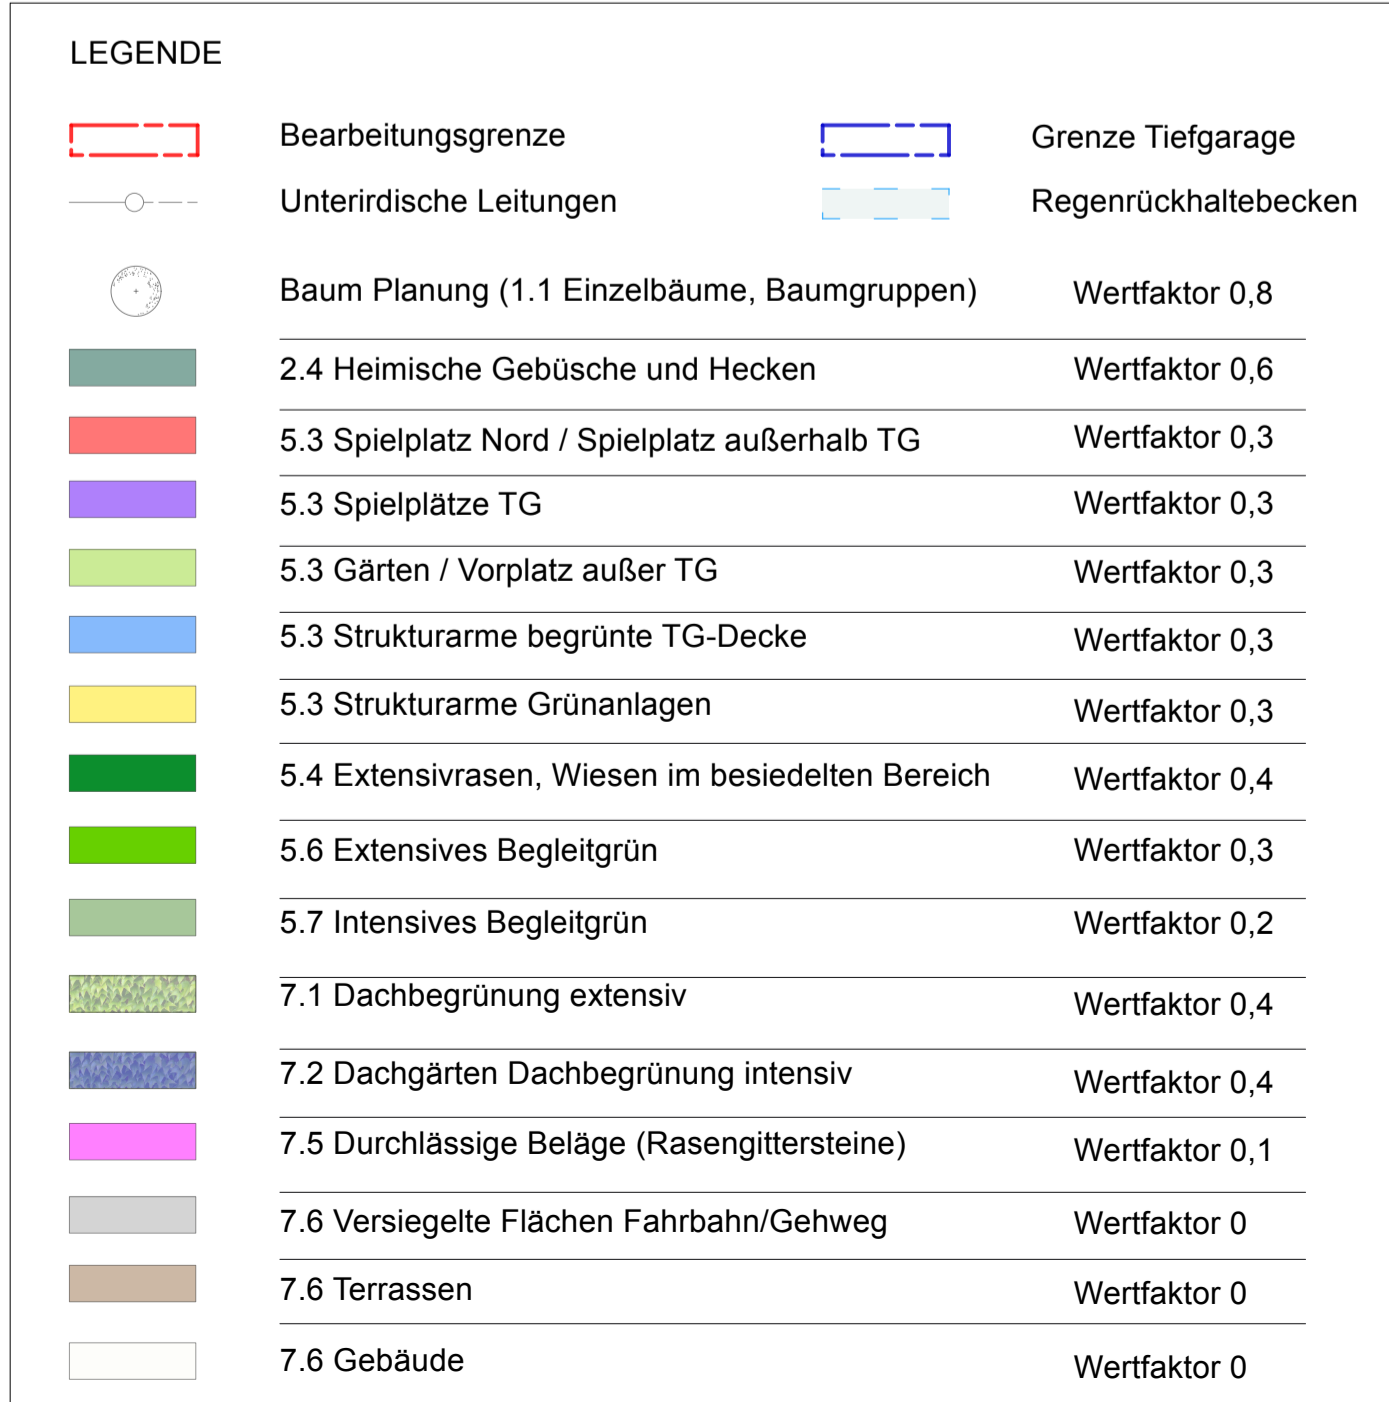 LEGENDE
Bearbeitungsgrenze Grenze Tiefgarage
Unterirdische Leitungen Regenrückhaltebecken
Baum Planung (1.1 Einzelbäume, Baumgruppen) Wertfaktor 0,8
2.4 Heimische Gebüsche und Hecken Wertfaktor 0,6
5.3 Spielplatz Nord / Spielplatz außerhalb TG Wertfaktor 0,3
5.3 Spielplätze TG Wertfaktor 0,3
5.3 Gärten / Vorplatz außer TG Wertfaktor 0,3
5.3 Strukturarme begrünte TG-Decke Wertfaktor 0,3
5.3 Strukturarme Grünanlagen Wertfaktor 0,3
5.4 Extensivrasen, Wiesen im besiedelten Bereich Wertfaktor 0,4
5.6 Extensives Begleitgrün Wertfaktor 0,3
5.7 Intensives Begleitgrün Wertfaktor 0,2
7.1 Dachbegrünung extensiv Wertfaktor 0,4
7.2 Dachgärten Dachbegrünung intensiv Wertfaktor 0,4
7.5 Durchlässige Beläge (Rasengittersteine) Wertfaktor 0,1
7.6 Versiegelte Flächen Fahrbahn/Gehweg Wertfaktor 0
7.6 Terrassen Wertfaktor 0
7.6 Gebäude Wertfaktor 0